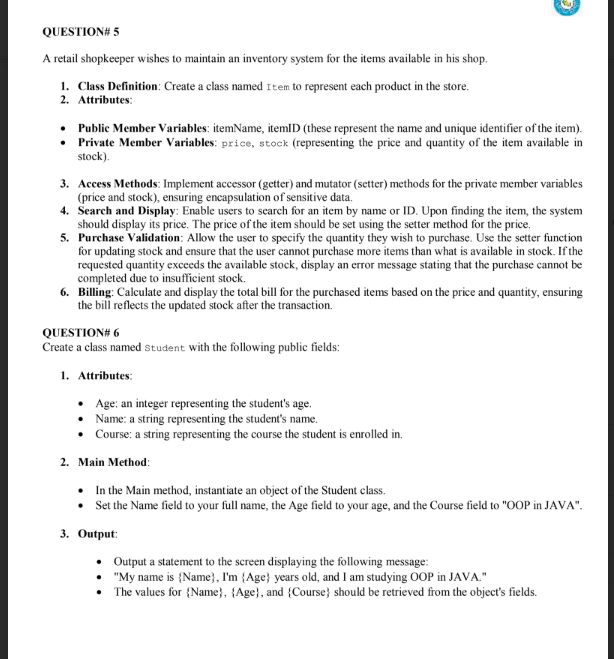 QUESTION# 5
A retail shopkeeper wishes to maintain an inventory system for the items available in his shop.
1. Class Definition: Create a class named Item to represent each product in the store.
2. Attributes:
• Public Member Variables: itemName, itemID (these represent the name and unique identifier of the item).
• Private Member Variables: price, stock (representing the price and quantity of the item available in
stock).
3. Access Methods: Implement accessor (getter) and mutator (setter) methods for the private member variables
(price and stock), ensuring encapsulation of sensitive data.
4. Search and Display: Enable users to search for an item by name or ID. Upon finding the item, the system
should display its price. The price of the item should be set using the setter method for the price.
5. Purchase Validation: Allow the user to specify the quantity they wish to purchase. Use the setter function
for updating stock and ensure that the user cannot purchase more items than what is available in stock. If the
requested quantity exceeds the available stock, display an error message stating that the purchase cannot be
completed due to insufficient stock.
6. Billing: Calculate and display the total bill for the purchased items based on the price and quantity, ensuring
the bill reflects the updated stock after the transaction.
QUESTION# 6
Create a class named Student with the following public fields:
1. Attributes:
• Age: an integer representing the student's age.
• Name: a string representing the student's name.
• Course: a string representing the course the student is enrolled in.
2. Main Method:
• In the Main method, instantiate an object of the Student class.
• Set the Name field to your full name, the Age field to your age, and the Course field to "OOP in JAVA".
3. Output:
• Output a statement to the screen displaying the following message:
• "My name is {Name}, I'm {Age} years old, and I am studying OOP in JAVA."
• The values for {Name}, {Age}, and {Course} should be retrieved from the object's fields.